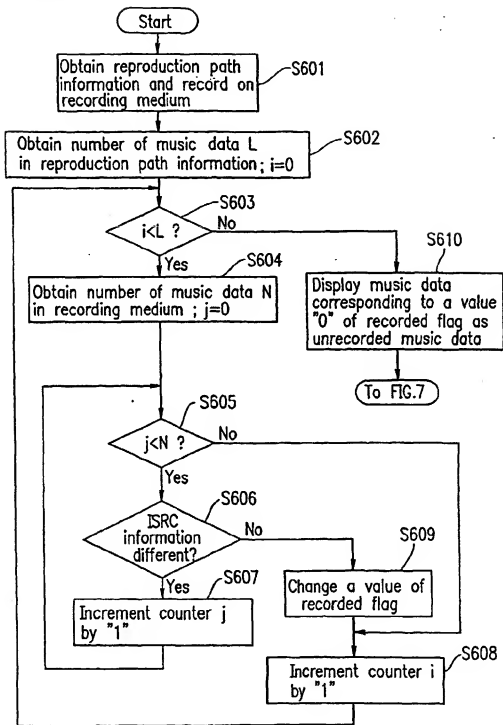 Start
Obtain reproduction path
information and record on
recording medium
S601
Obtain number of music data L
in reproduction path information; i=0
S602
i<L ?
S603
No
Yes
S604
Obtain number of music data N
in recording medium ; j=0
S610
Display music data
corresponding to a value
"0" of recorded flag as
unrecorded music data
To FIG.7
S605
j<N ?
No
Yes
S606
ISRC
information
different?
No
Yes
S607
Increment counter j
by "1"
S609
Change a value of
recorded flag
S608
Increment counter i
by "1"